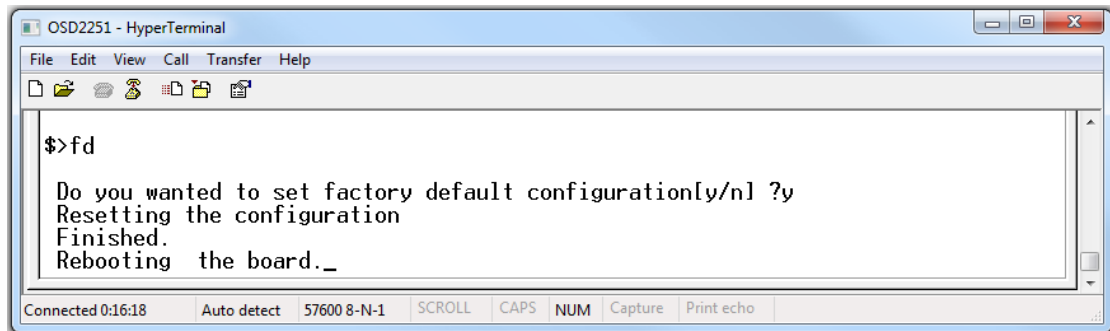 OSD2251 - HyperTerminal
File Edit View Call Transfer Help
$>fd
Do you wanted to set factory default configuration[y/n] ?y
Resetting the configuration
Finished.
Rebooting  the board._
Connected 0:16:18 Auto detect 57600 8-N-1 SCROLL CAPS NUM Capture Print echo